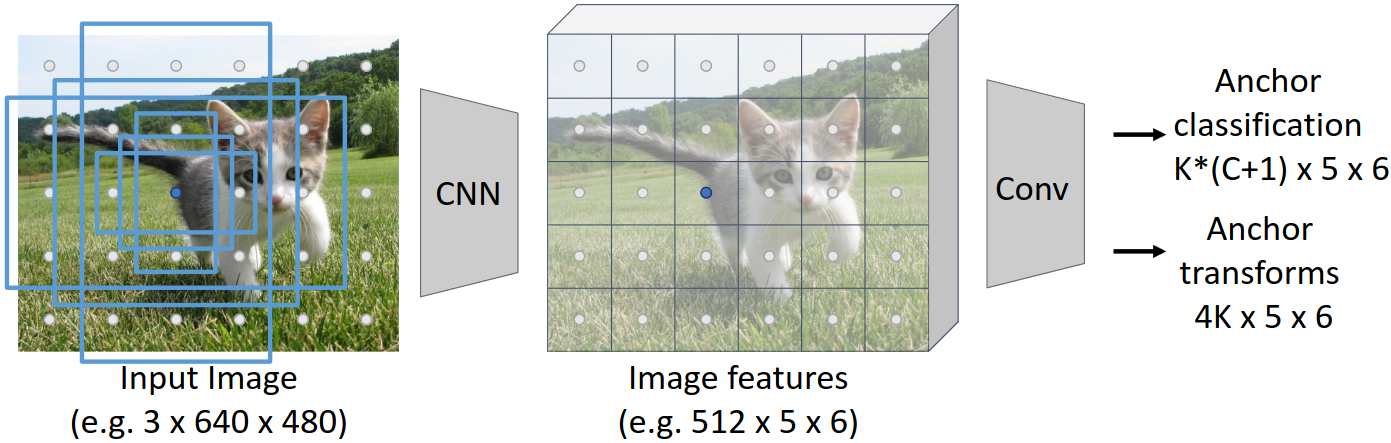 Input Image
(e.g. 3 x 640 x 480)
CNN
Image features
(e.g. 512 x 5 x 6)
Conv
Anchor
classification
K*(C+1) x 5 x 6
Anchor
transforms
4K x 5 x 6